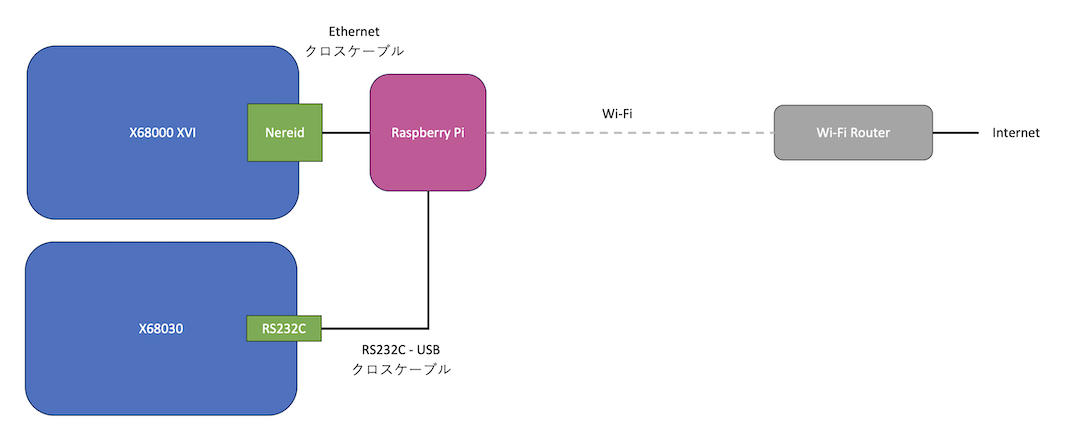 Ethernet
クロスケーブル
X68000 XVI
Nereid
Raspberry Pi
Wi-Fi
Wi-Fi Router
Internet
X68030
RS232C
RS232C - USB
クロスケーブル